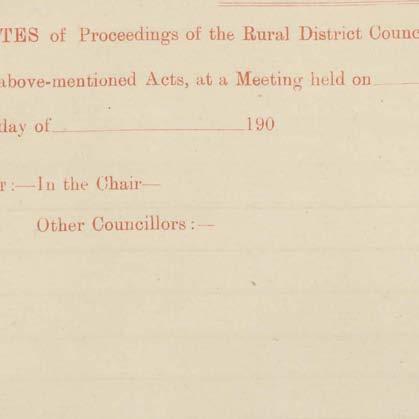 TES of Proceedings of the Rural District Counc
above-mentioned Acts, at a Meeting held on
day of 190
r:—In the Chair—
Other Councillors:—